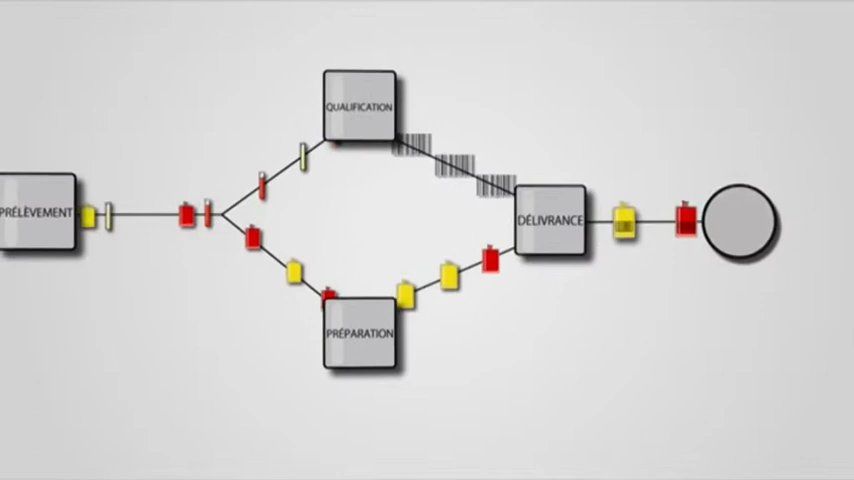 QUALIFICATION
PRÉLÈVEMENT
DÉLIVRANCE
PRÉPARATION